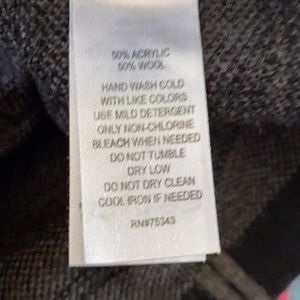 50% ACRYLIC
50% WOOL
HAND WASH COLD
WITH LIKE COLORS
USE MILD DETERGENT
ONLY NON-CHLORINE
BLEACH WHEN NEEDED
DO NOT TUMBLE
DRY LOW
DO NOT DRY CLEAN
COOL IRON IF NEEDED
RN#75343